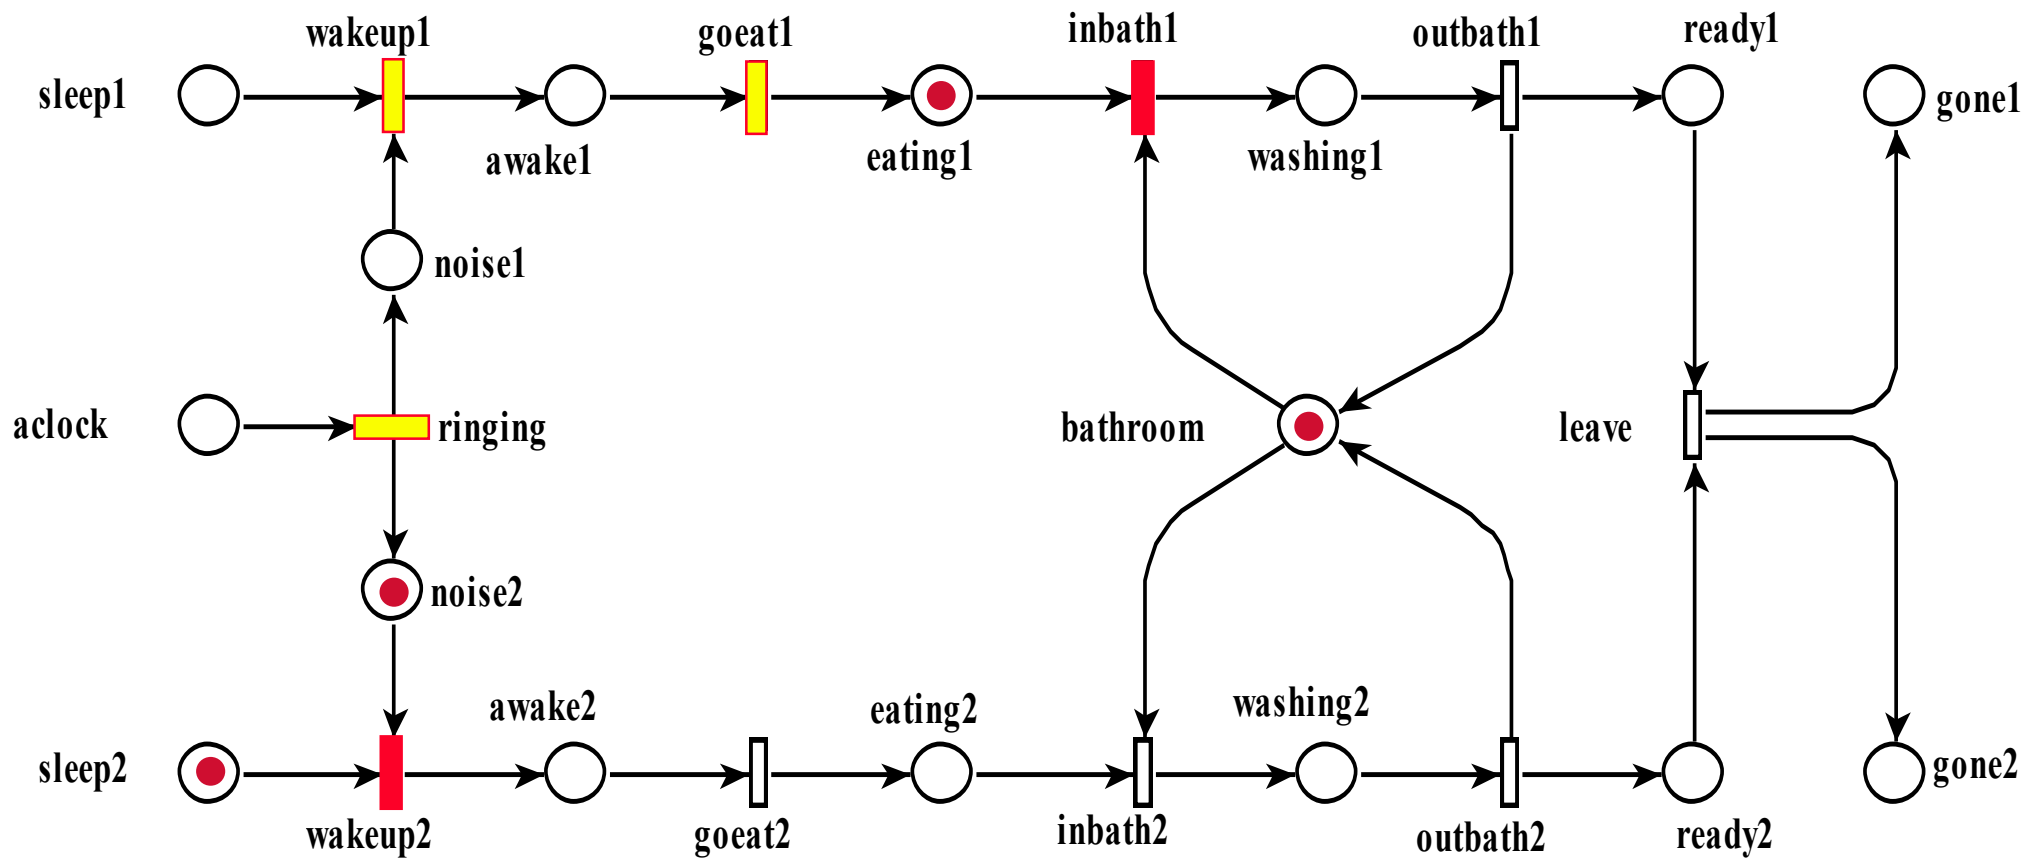 wakeup1
goeat1
inbath1
outbath1
ready1
sleep1
gone1
awake1
eating1
washing1
noise1
aclock
ringing
bathroom
leave
noise2
awake2
eating2
washing2
sleep2
gone2
wakeup2
goeat2
inbath2
outbath2
ready2